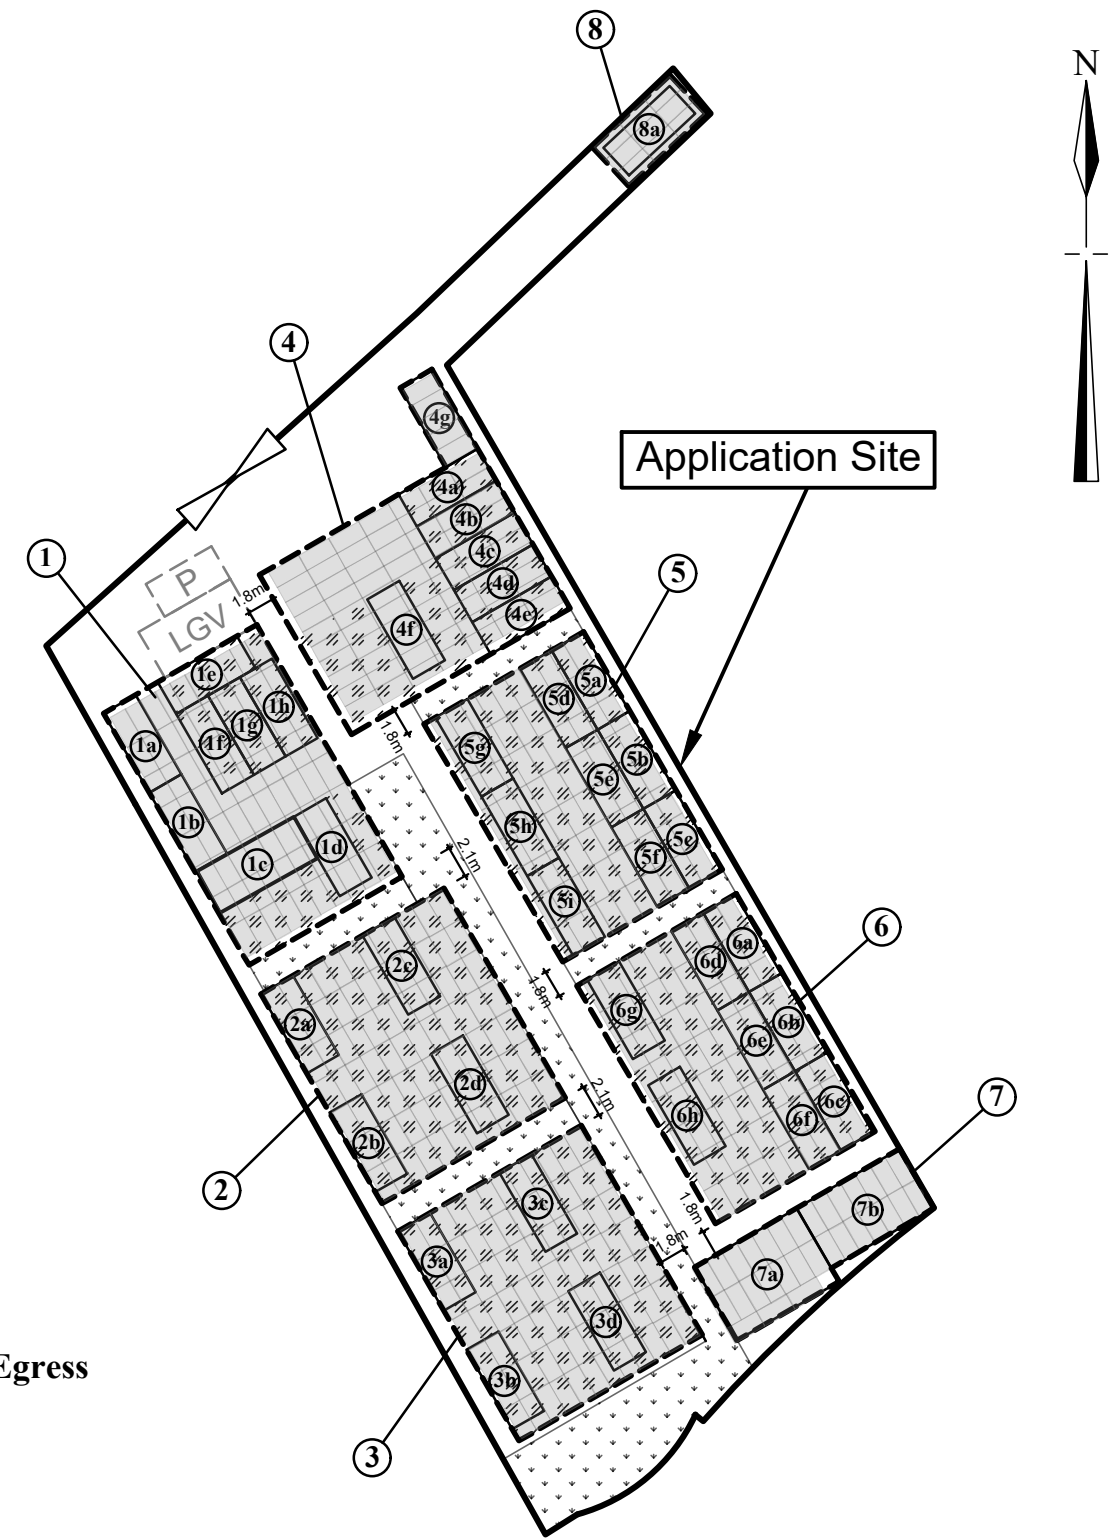 8
N
8a
4
4g
Application Site
4a
4b
4c
4d
4e
4f
1
P
LGV
1.8m
5
1e
1h
1g
1f
1a
1b
1c
1d
1.8m
5a
5d
5b
5g
5e
5h
5c
5f
5i
2.1m
6
6a
6d
6b
6g
6e
6c
6f
6h
1.8m
2c
2a
2d
2b
2
2.1m
7
7b
7a
1.8m
1.8m
3c
3a
3d
3b
3
Egress